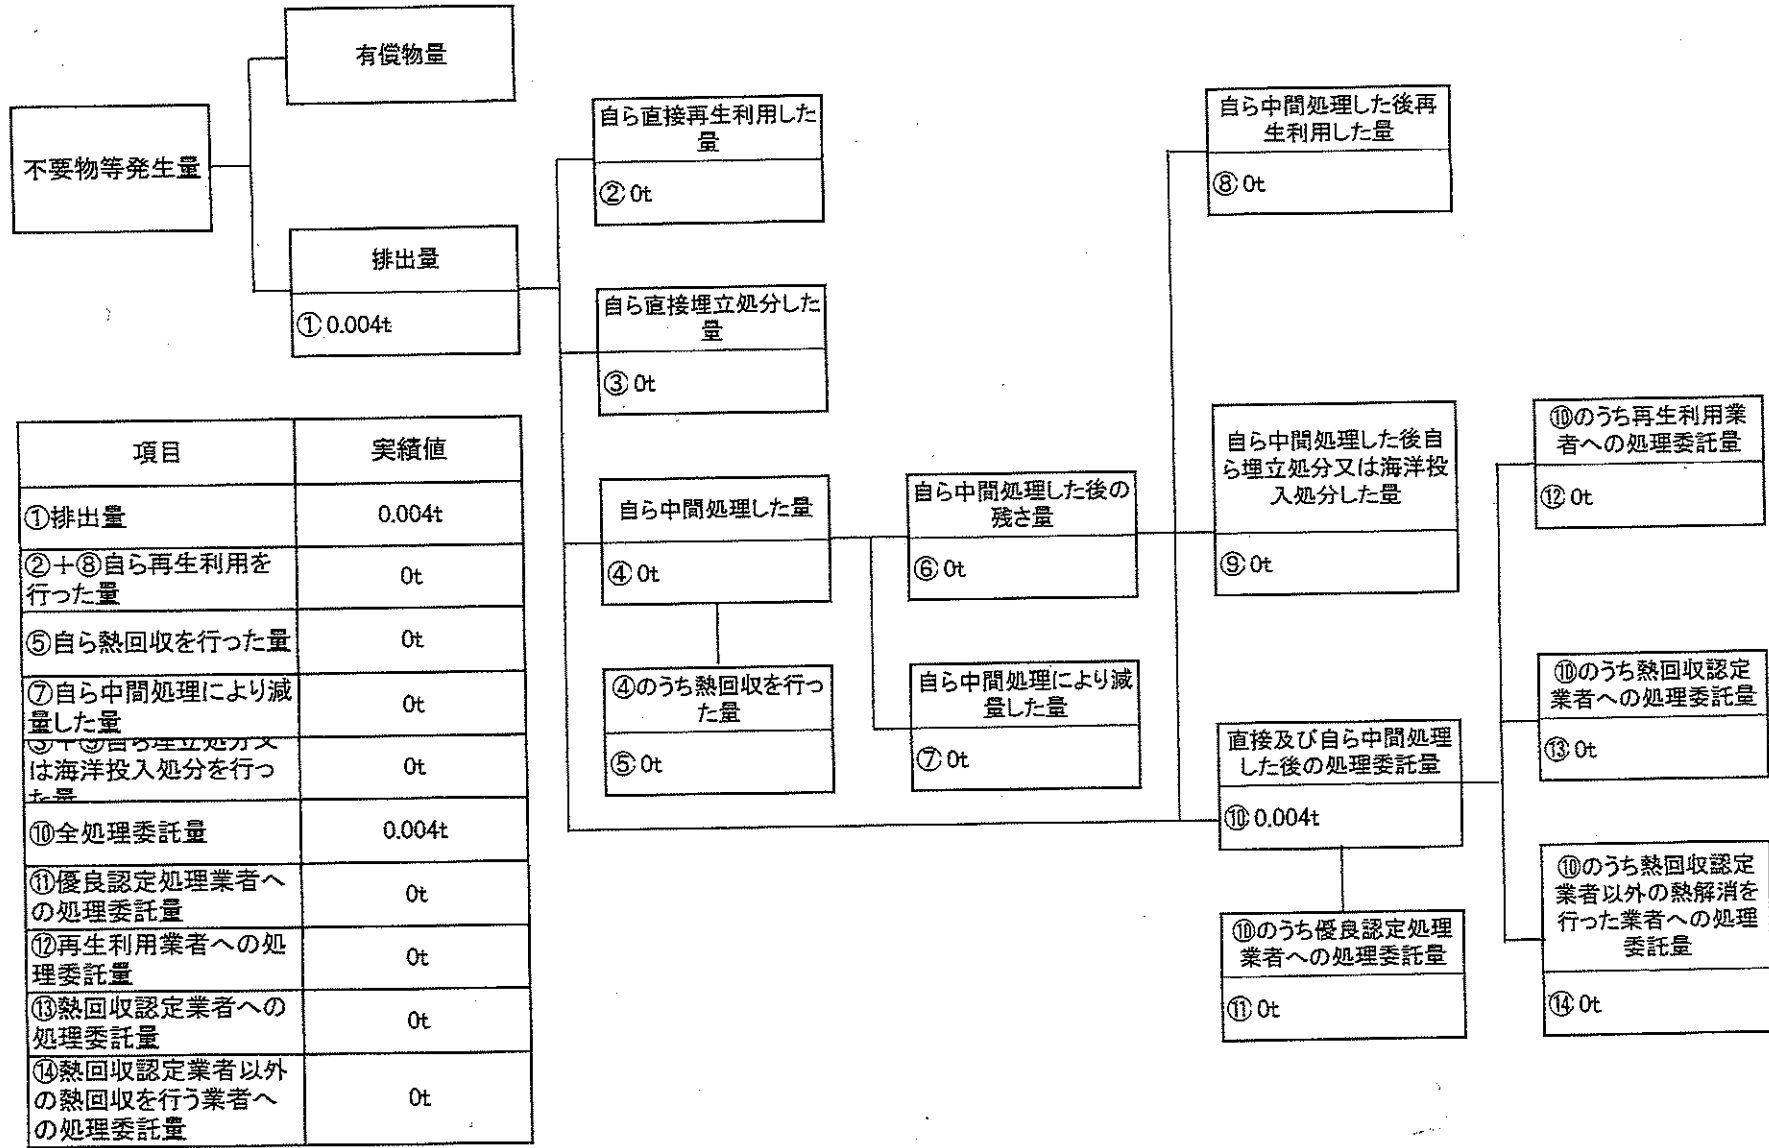 有償物量
不要物等発生量
排出量
①0.004t
自ら直接再生利用した
量
②0t
自ら直接埋立処分した
量
③0t
自ら中間処理した量
④0t
④のうち熱回収を行っ
た量
⑤0t
自ら中間処理した後の
残さ量
⑥0t
自ら中間処理により減
量した量
⑦0t
自ら中間処理した後再
生利用した量
⑧0t
自ら中間処理した後自
ら埋立処分又は海洋投
入処分した量
⑨0t
直接及び自ら中間処理
した後の処理委託量
⑩0.004t
⑩のうち優良認定処理
業者への処理委託量
⑪0t
⑩のうち再生利用業
者への処理委託量
⑫0t
⑩のうち熱回収認定
業者への処理委託量
⑬0t
⑩のうち熱回収認定
業者以外の熱解消を
行った業者への処理
委託量
⑭0t
項目 実績値
①排出量 0.004t
②+⑧自ら再生利用を
行った量 0t
⑤自ら熱回収を行った量 0t
⑦自ら中間処理により減
量した量 0t
③+⑨自ら埋立処分又
は海洋投入処分を行っ
た量 0t
⑩全処理委託量 0.004t
⑪優良認定処理業者へ
の処理委託量 0t
⑫再生利用業者への処
理委託量 0t
⑬熱回収認定業者への
処理委託量 0t
⑭熱回収認定業者以外
の熱回収を行う業者へ
の処理委託量 0t